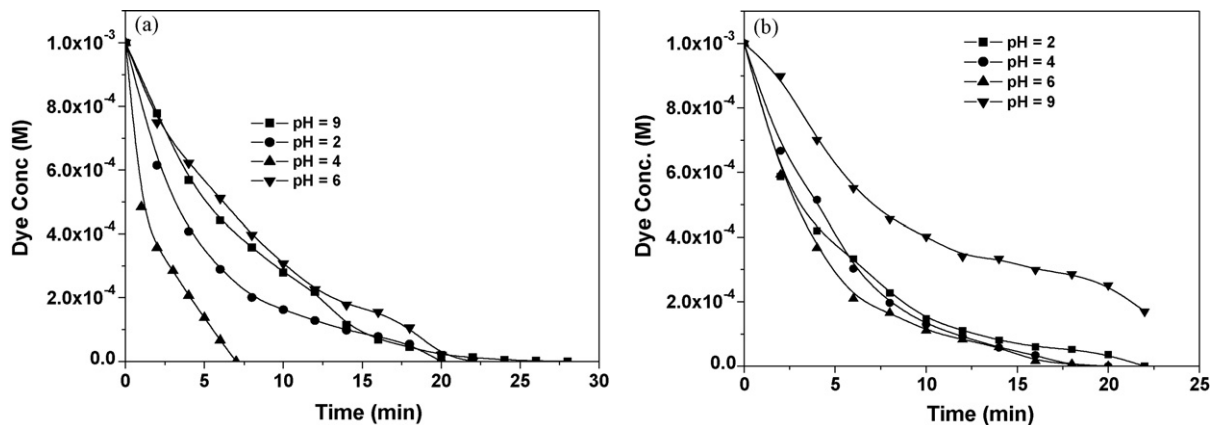 (a)
Dye Conc (M)
1.0x10⁻³
8.0x10⁻⁴
6.0x10⁻⁴
4.0x10⁻⁴
2.0x10⁻⁴
0.0
pH = 9
pH = 2
pH = 4
pH = 6
0 5 10 15 20 25 30
Time (min)
(b)
Dye Conc. (M)
1.0x10⁻³
8.0x10⁻⁴
6.0x10⁻⁴
4.0x10⁻⁴
2.0x10⁻⁴
0.0
pH = 2
pH = 4
pH = 6
pH = 9
0 5 10 15 20 25
Time (min)